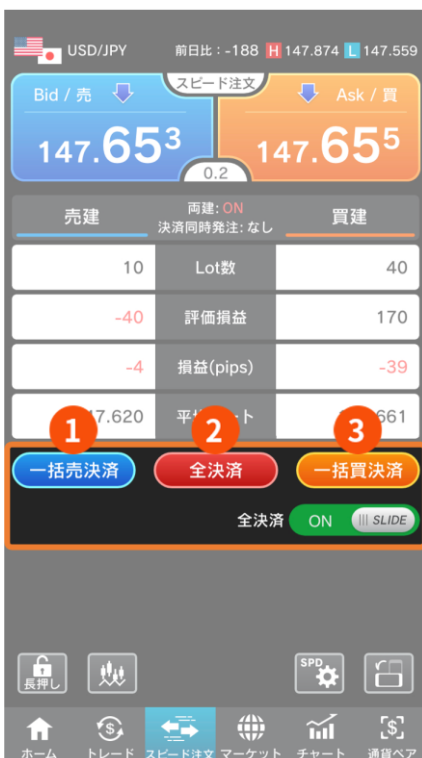 USD/JPY 前日比：-188 H 147.874 L 147.559
スピード注文
Bid / 売 Ask / 買
147.653 147.655
0.2
売建 両建: ON 買建
決済同時発注: なし
10 Lot数 40
-40 評価損益 170
-4 損益(pips) -39
7.620 661
1 2 3
一括売決済 全決済 一括買決済
全決済 ON SLIDE
長押し SPD
ホーム トレード スピード注文 マーケット チャート 通貨ペア